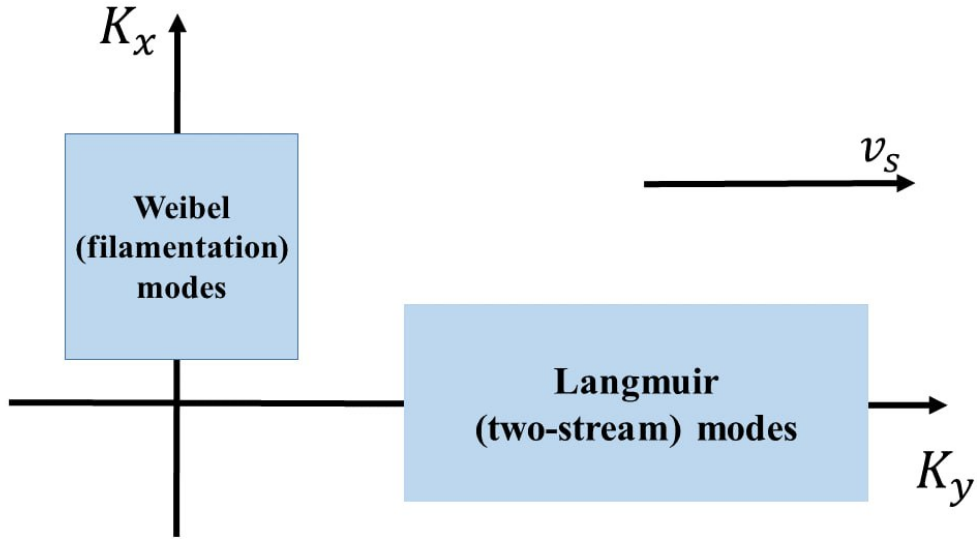 K_x
v_s
Weibel
(filamentation)
modes
Langmuir
(two-stream) modes
K_y